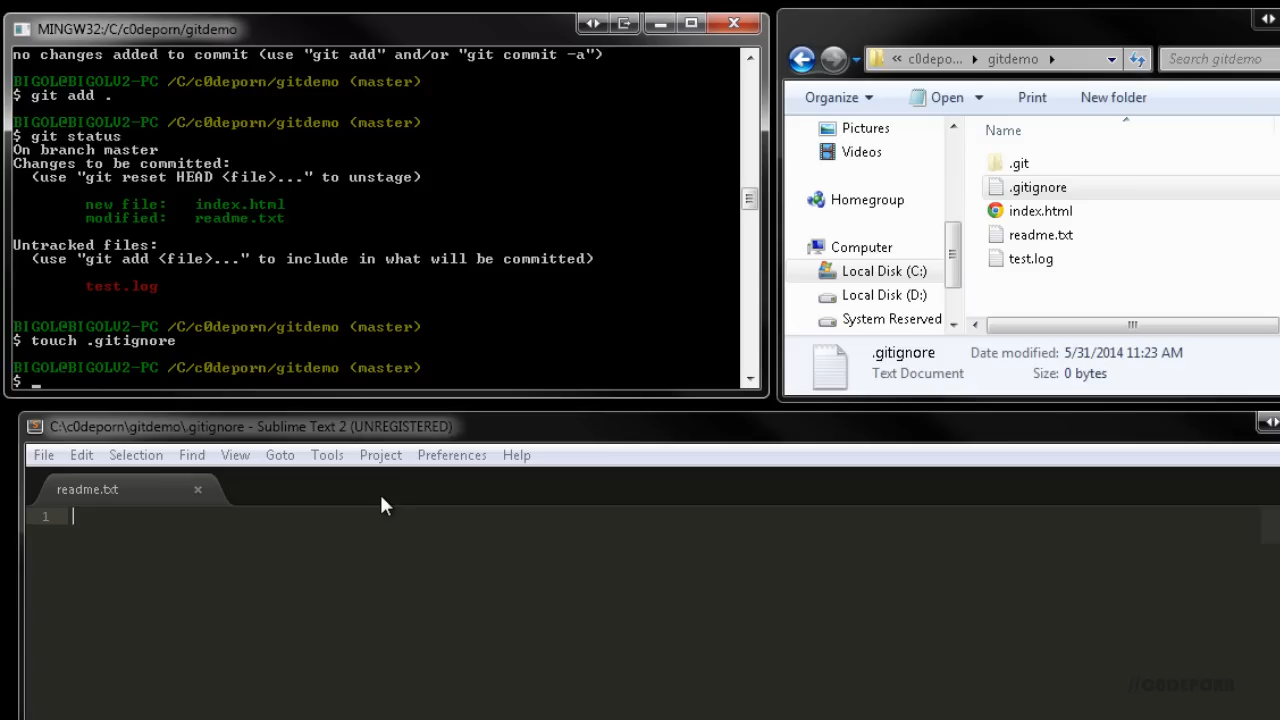 MINGW32:/C/c0deporn/gitdemo
no changes added to commit (use "git add" and/or "git commit -a")
BIGOL@BIGOLV2-PC /C/c0deporn/gitdemo (master)
$ git add .
BIGOL@BIGOLV2-PC /C/c0deporn/gitdemo (master)
$ git status
On branch master
Changes to be committed:
(use "git reset HEAD <file>..." to unstage)
new file: index.html
modified: readme.txt
Untracked files:
(use "git add <file>..." to include in what will be committed)
test.log
BIGOL@BIGOLV2-PC /C/c0deporn/gitdemo (master)
$ touch .gitignore
BIGOL@BIGOLV2-PC /C/c0deporn/gitdemo (master)
$ _
« c0depo... gitdemo Search gitdemo
Organize Open Print New folder
Pictures
Videos
Homegroup
Computer
Local Disk (C:)
Local Disk (D:)
System Reserved
Name
.git
.gitignore
index.html
readme.txt
test.log
.gitignore Date modified: 5/31/2014 11:23 AM
Text Document Size: 0 bytes
C:\c0deporn\gitdemo\.gitignore - Sublime Text 2 (UNREGISTERED)
File Edit Selection Find View Goto Tools Project Preferences Help
readme.txt
1
//C0DEPORN